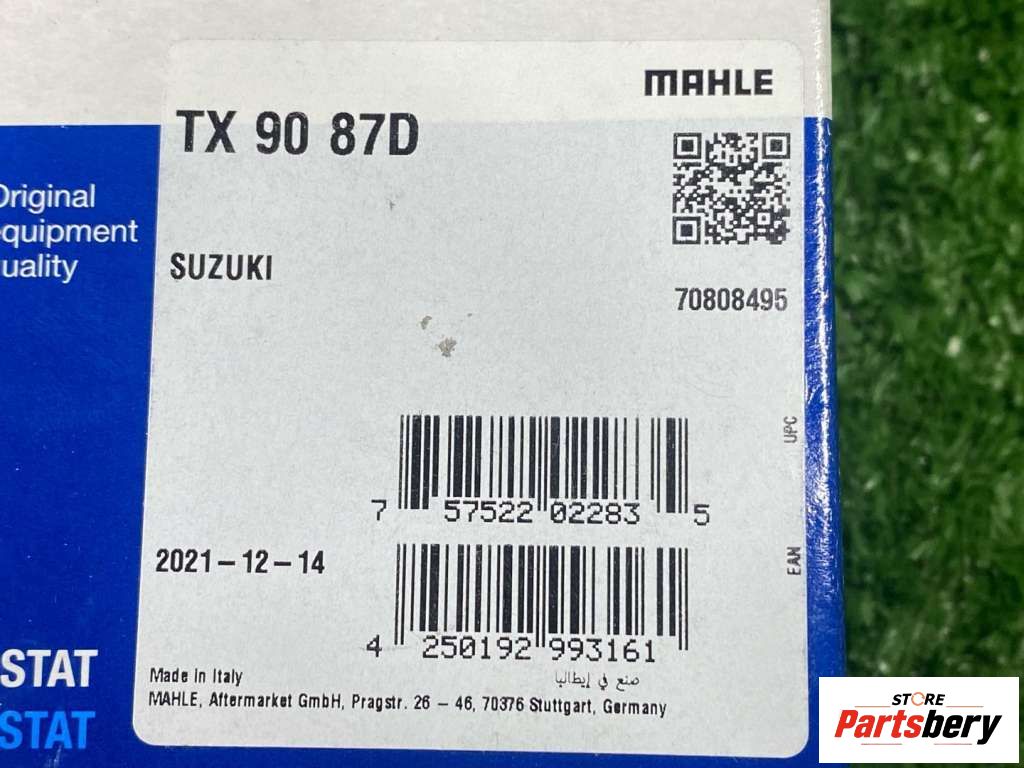 MAHLE
TX 90 87D
Original
equipment
quality
SUZUKI
70808495
UPC
7 57522 02283 5
2021-12-14
EAN
4 250192 993161
STAT
STAT
Made in Italy
صنع في إيطاليا
MAHLE, Aftermarket GmbH, Pragstr. 26 - 46, 70376 Stuttgart, Germany
STORE
Partsbery